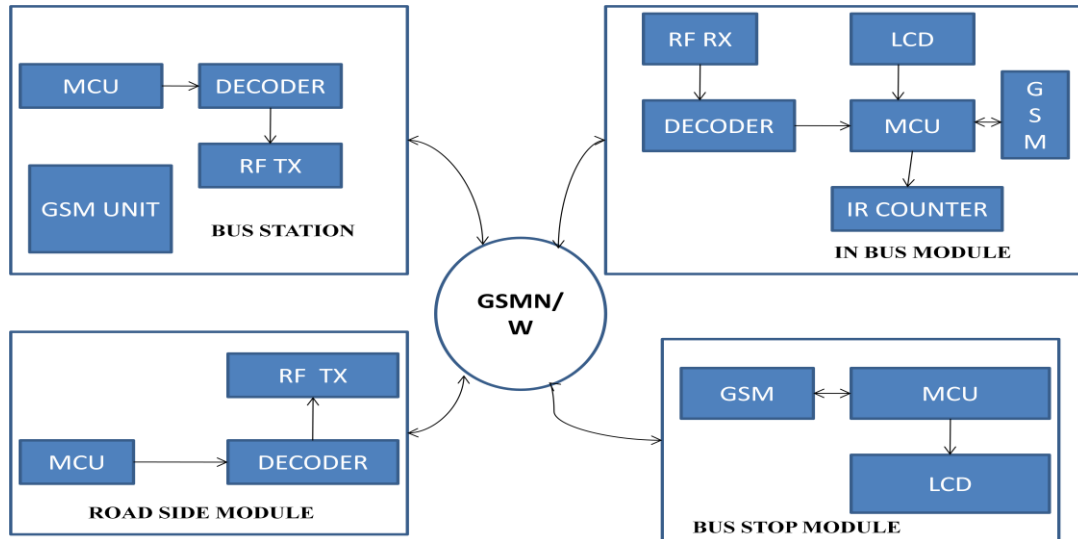 MCU
DECODER
RF TX
GSM UNIT
BUS STATION
RF RX
LCD
DECODER
MCU
G
S
M
IR COUNTER
IN BUS MODULE
GSMN/
W
RF TX
MCU
DECODER
ROAD SIDE MODULE
GSM
MCU
LCD
BUS STOP MODULE